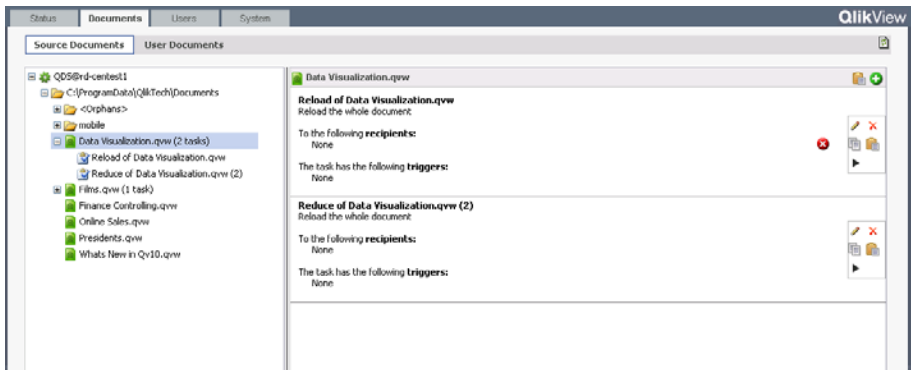 Status Documents Users System QlikView
Source Documents User Documents
QDS@rd-centest1
C:\ProgramData\QlikTech\Documents
<Orphans>
mobile
Data Visualization.qvw (2 tasks)
Reload of Data Visualization.qvw
Reduce of Data Visualization.qvw (2)
Films.qvw (1 task)
Finance Controlling.qvw
Online Sales.qvw
Presidents.qvw
Whats New in Qv10.qvw
Data Visualization.qvw
Reload of Data Visualization.qvw
Reload the whole document
To the following recipients:
None
The task has the following triggers:
None
Reduce of Data Visualization.qvw (2)
Reload the whole document
To the following recipients:
None
The task has the following triggers:
None